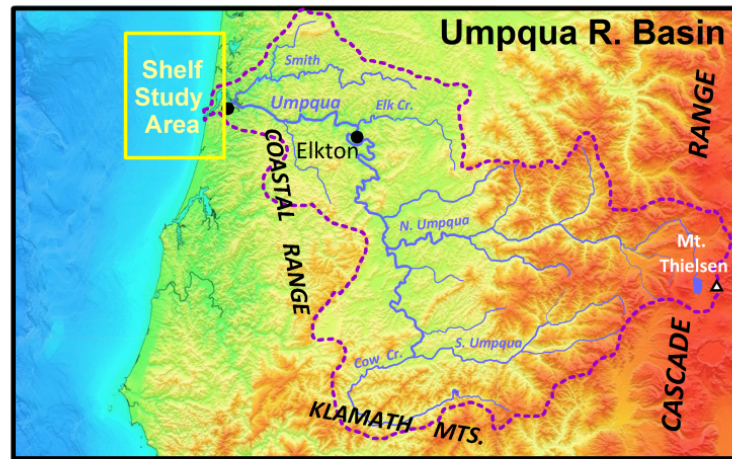 Umpqua R. Basin
Shelf
Study
Area
Smith
Umpqua
Elk Cr.
Elkton
COASTAL RANGE
RANGE
N. Umpqua
Mt.
Thielsen
S. Umpqua
Cow Cr.
CASCADE
KLAMATH MTS.